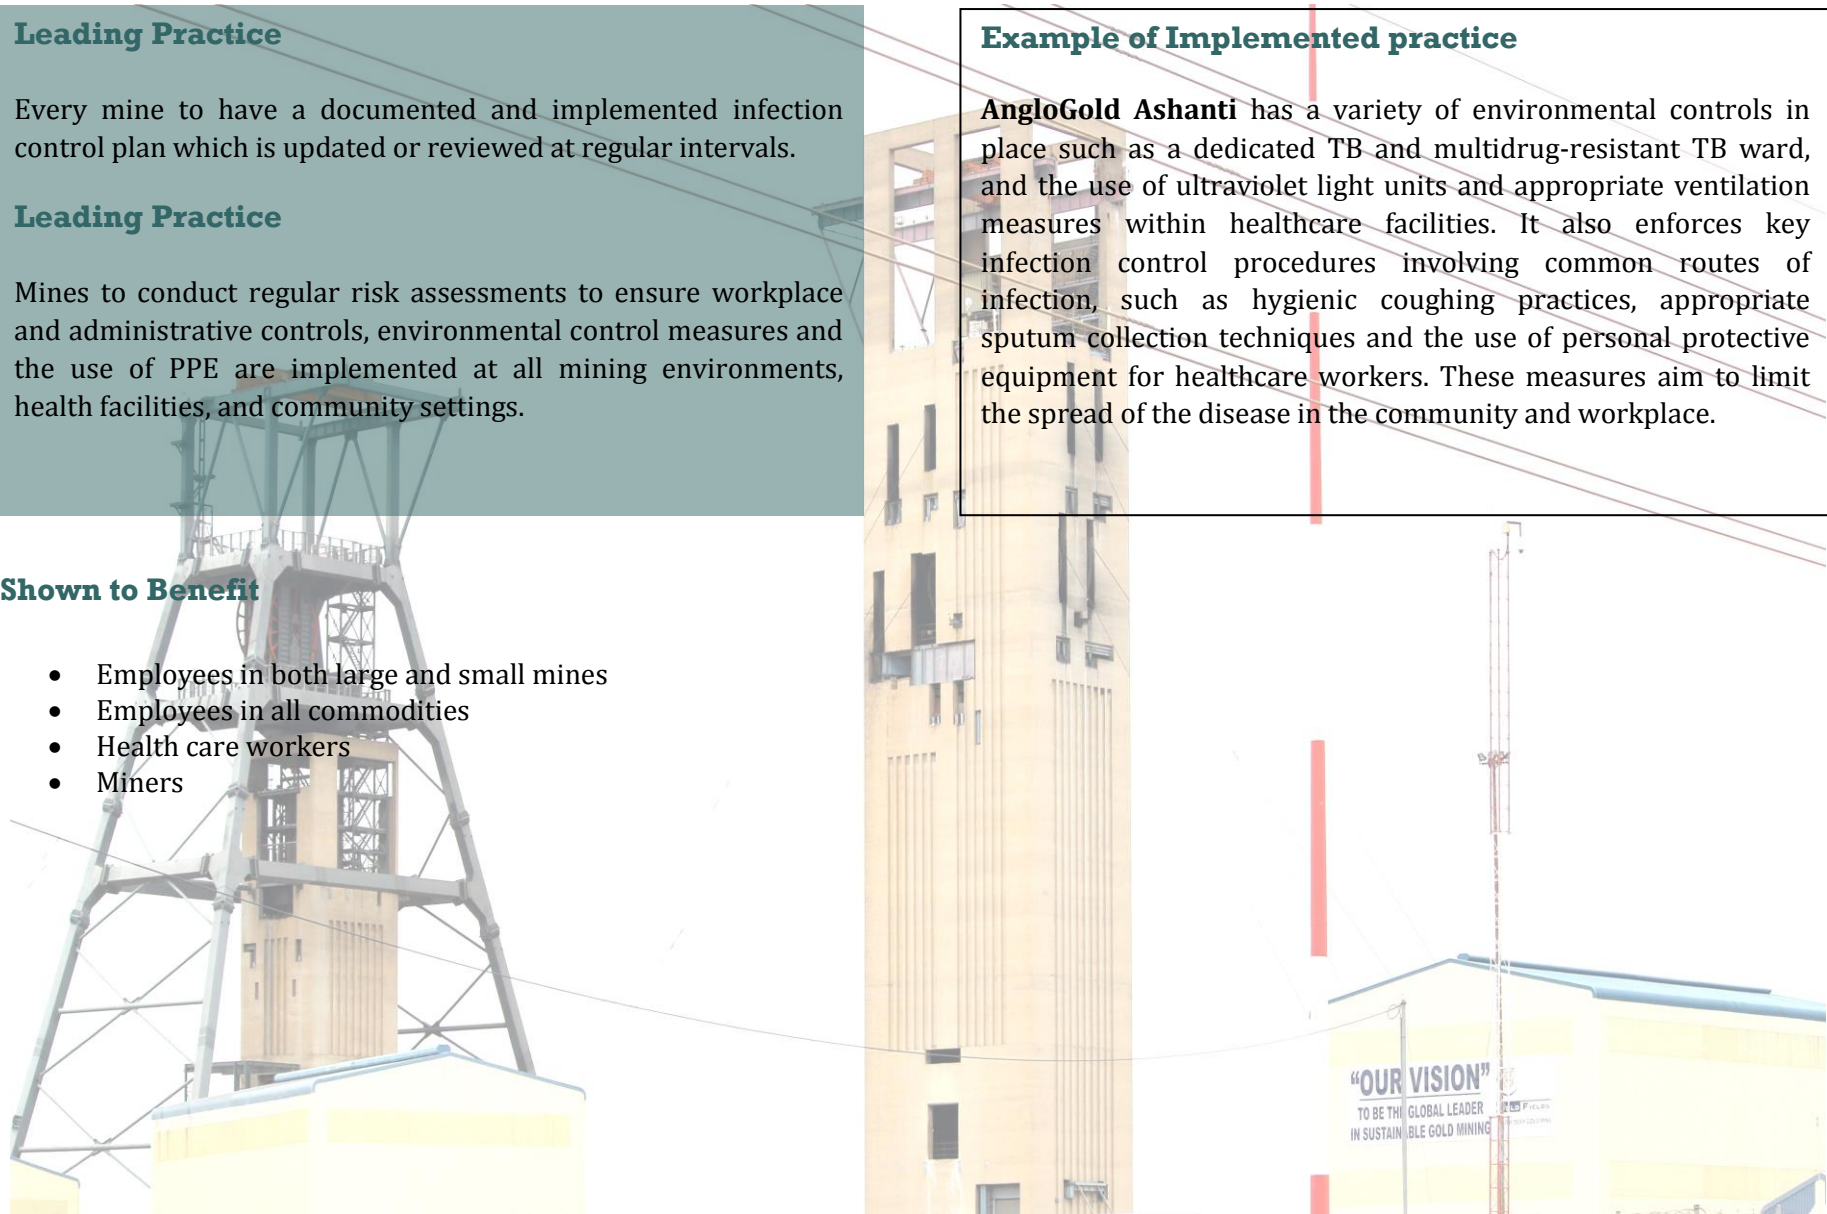 Leading Practice
Every mine to have a documented and implemented infection
control plan which is updated or reviewed at regular intervals.
Leading Practice
Mines to conduct regular risk assessments to ensure workplace
and administrative controls, environmental control measures and
the use of PPE are implemented at all mining environments,
health facilities, and community settings.
Shown to Benefit
• Employees in both large and small mines
• Employees in all commodities
• Health care workers
• Miners
Example of Implemented practice
AngloGold Ashanti has a variety of environmental controls in
place such as a dedicated TB and multidrug-resistant TB ward,
and the use of ultraviolet light units and appropriate ventilation
measures within healthcare facilities. It also enforces key
infection control procedures involving common routes of
infection, such as hygienic coughing practices, appropriate
sputum collection techniques and the use of personal protective
equipment for healthcare workers. These measures aim to limit
the spread of the disease in the community and workplace.
“OUR VISION”
TO BE THE GLOBAL LEADER
IN SUSTAINABLE GOLD MINING